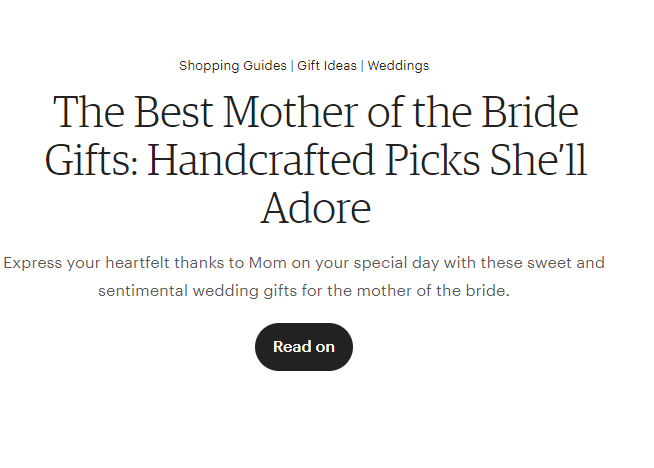 Shopping Guides | Gift Ideas | Weddings
The Best Mother of the Bride
Gifts: Handcrafted Picks She’ll
Adore
Express your heartfelt thanks to Mom on your special day with these sweet and
sentimental wedding gifts for the mother of the bride.
Read on